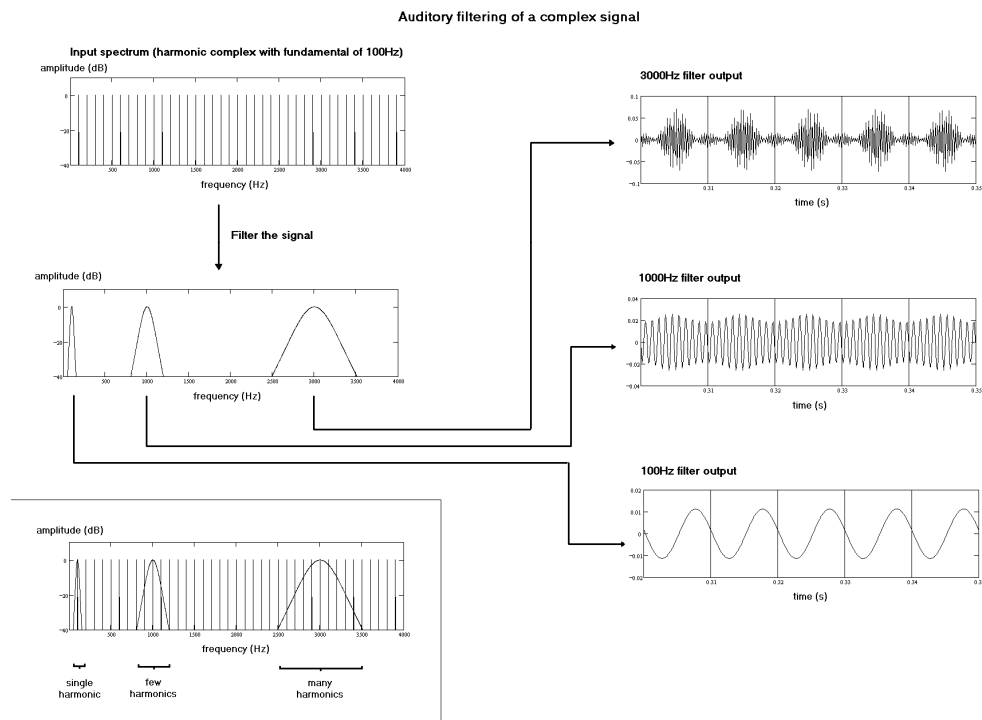 Auditory filtering of a complex signal
Input spectrum (harmonic complex with fundamental of 100Hz)
amplitude (dB)
0
-20
-40
500 1000 1500 2000 2500 3000 3500 4000
frequency (Hz)
Filter the signal
amplitude (dB)
0
-20
-40
500 1000 1500 2000 2500 3000 3500 4000
frequency (Hz)
3000Hz filter output
0.1
0.05
0
-0.05
-0.1
0.31 0.32 0.33 0.34 0.35
time (s)
1000Hz filter output
0.04
0.02
0
-0.02
-0.04
0.31 0.32 0.33 0.34 0.35
time (s)
100Hz filter output
0.02
0.01
0
-0.01
-0.02
0.31 0.32 0.33 0.34 0.3
time (s)
amplitude (dB)
0
-20
-40
500 1000 1500 2000 2500 3000 3500 4000
frequency (Hz)
single
harmonic
few
harmonics
many
harmonics